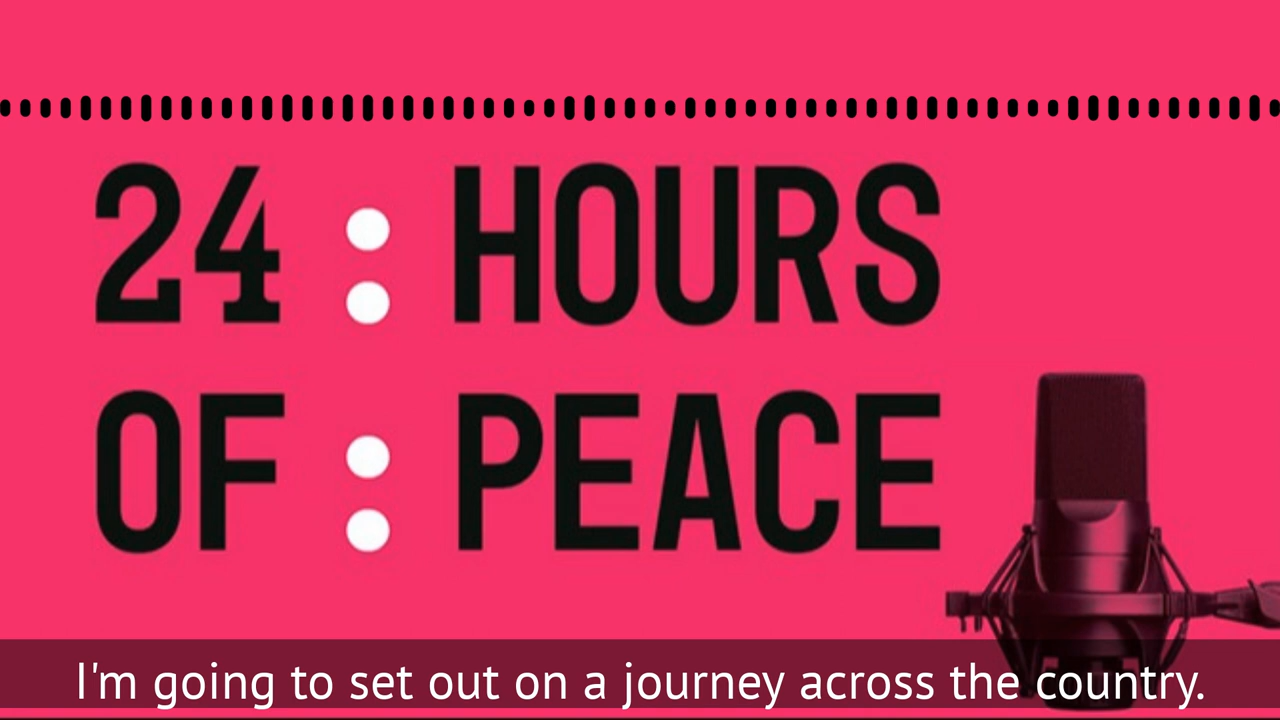 24 : HOURS
OF : PEACE
I'm going to set out on a journey across the country.